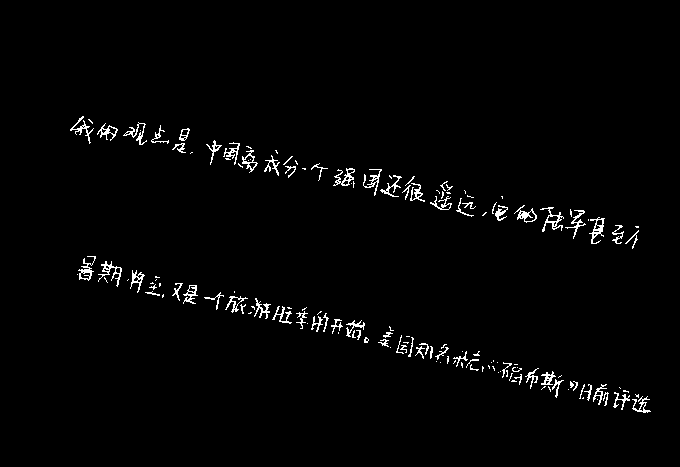 我的观点是,中国离成为一个强国还很遥远,它的陆军甚至不
暑期将至,又是一个旅游旺季的开始。美国知名杂志《福布斯》日前评选